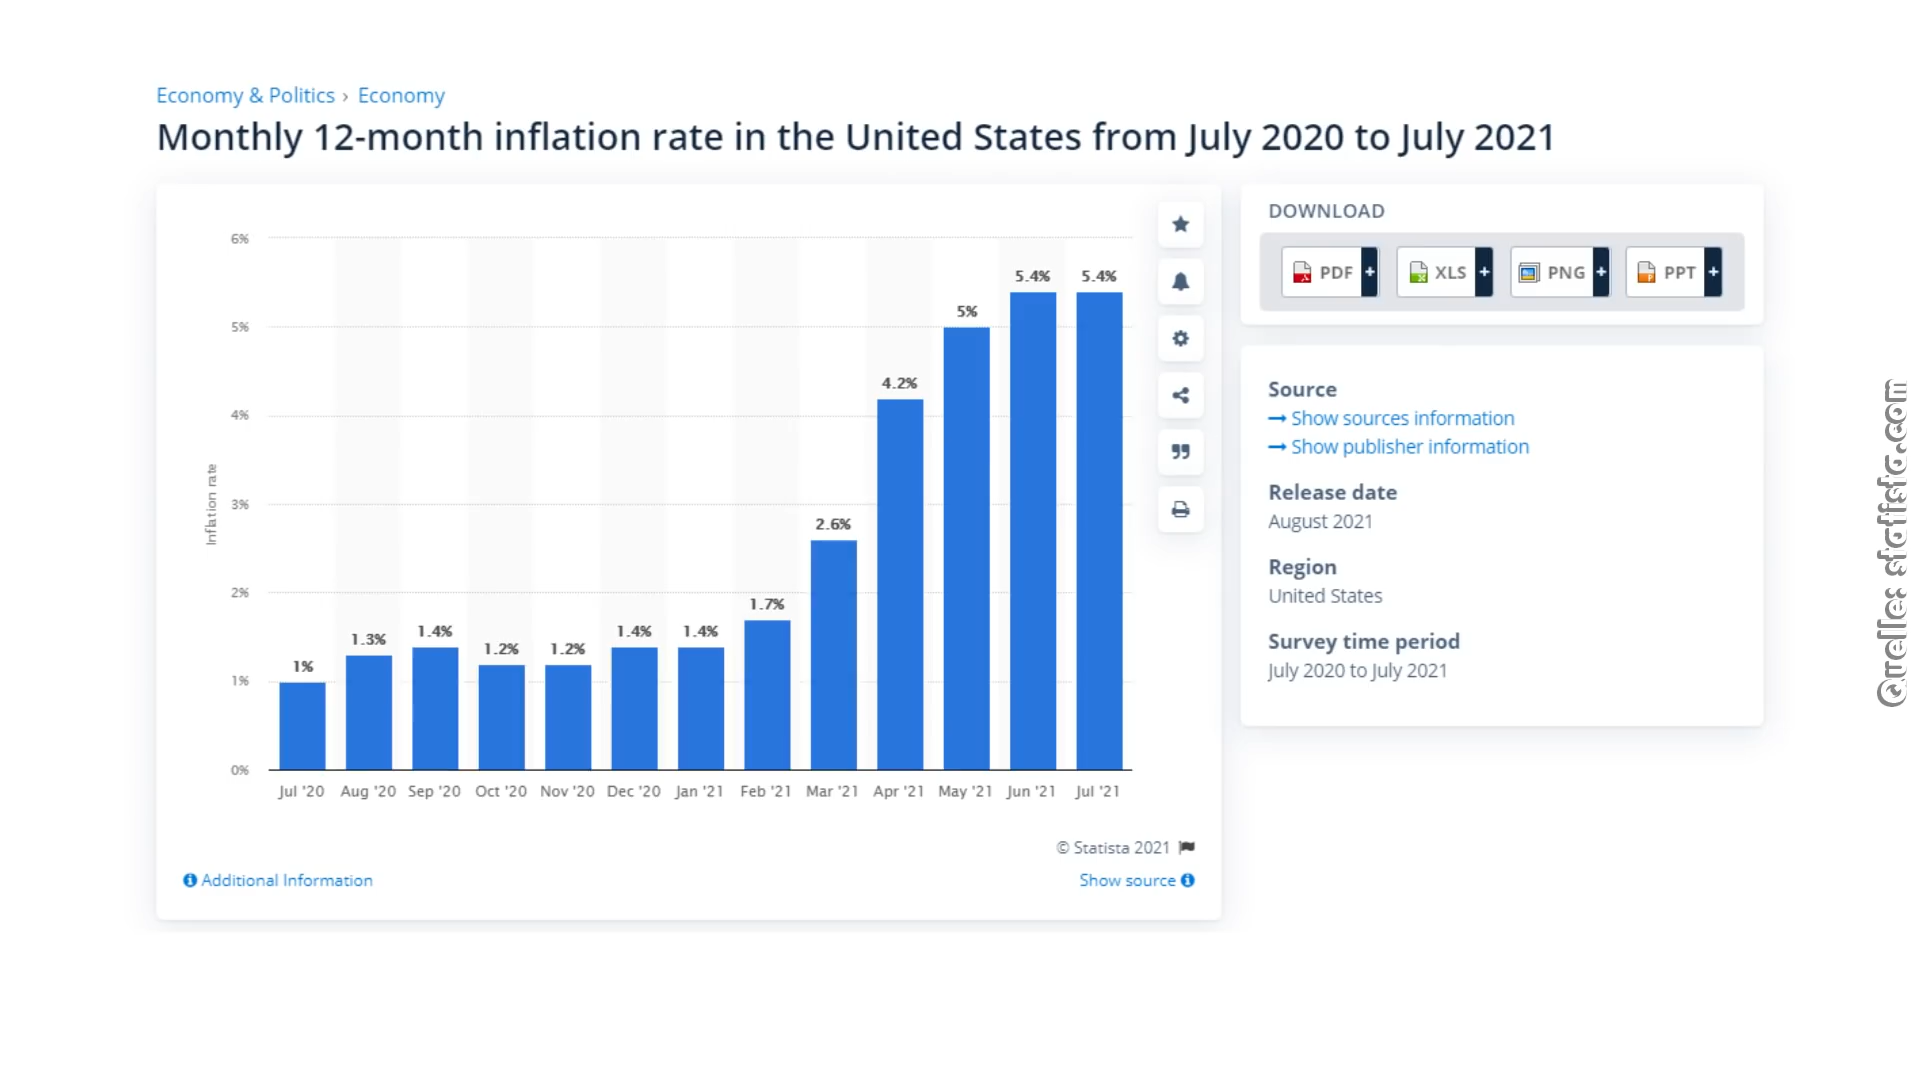 Economy & Politics › Economy
Monthly 12-month inflation rate in the United States from July 2020 to July 2021
6%
5%
4%
3%
2%
1%
0%
Inflation rate
1%
1.3%
1.4%
1.2%
1.2%
1.4%
1.4%
1.7%
2.6%
4.2%
5%
5.4%
5.4%
Jul '20 Aug '20 Sep '20 Oct '20 Nov '20 Dec '20 Jan '21 Feb '21 Mar '21 Apr '21 May '21 Jun '21 Jul '21
© Statista 2021
Additional Information
Show source
DOWNLOAD
PDF + XLS + PNG + PPT +
Source
→ Show sources information
→ Show publisher information
Release date
August 2021
Region
United States
Survey time period
July 2020 to July 2021
Quelle: statista.com